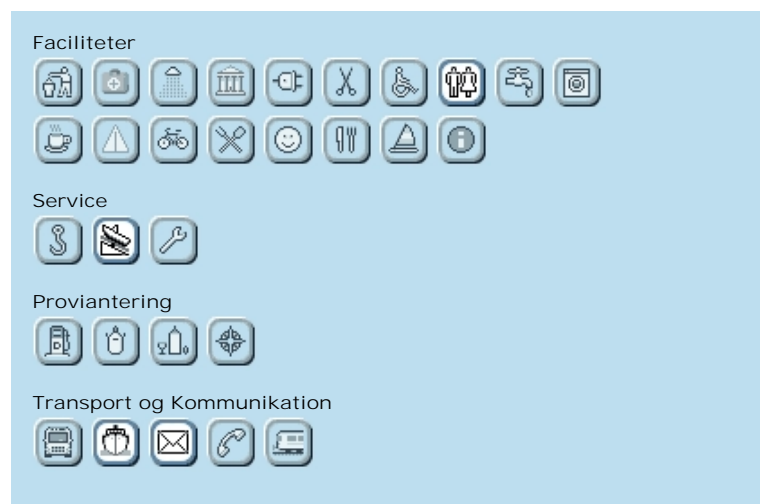 Faciliteter
Service
Proviantering
Transport og Kommunikation